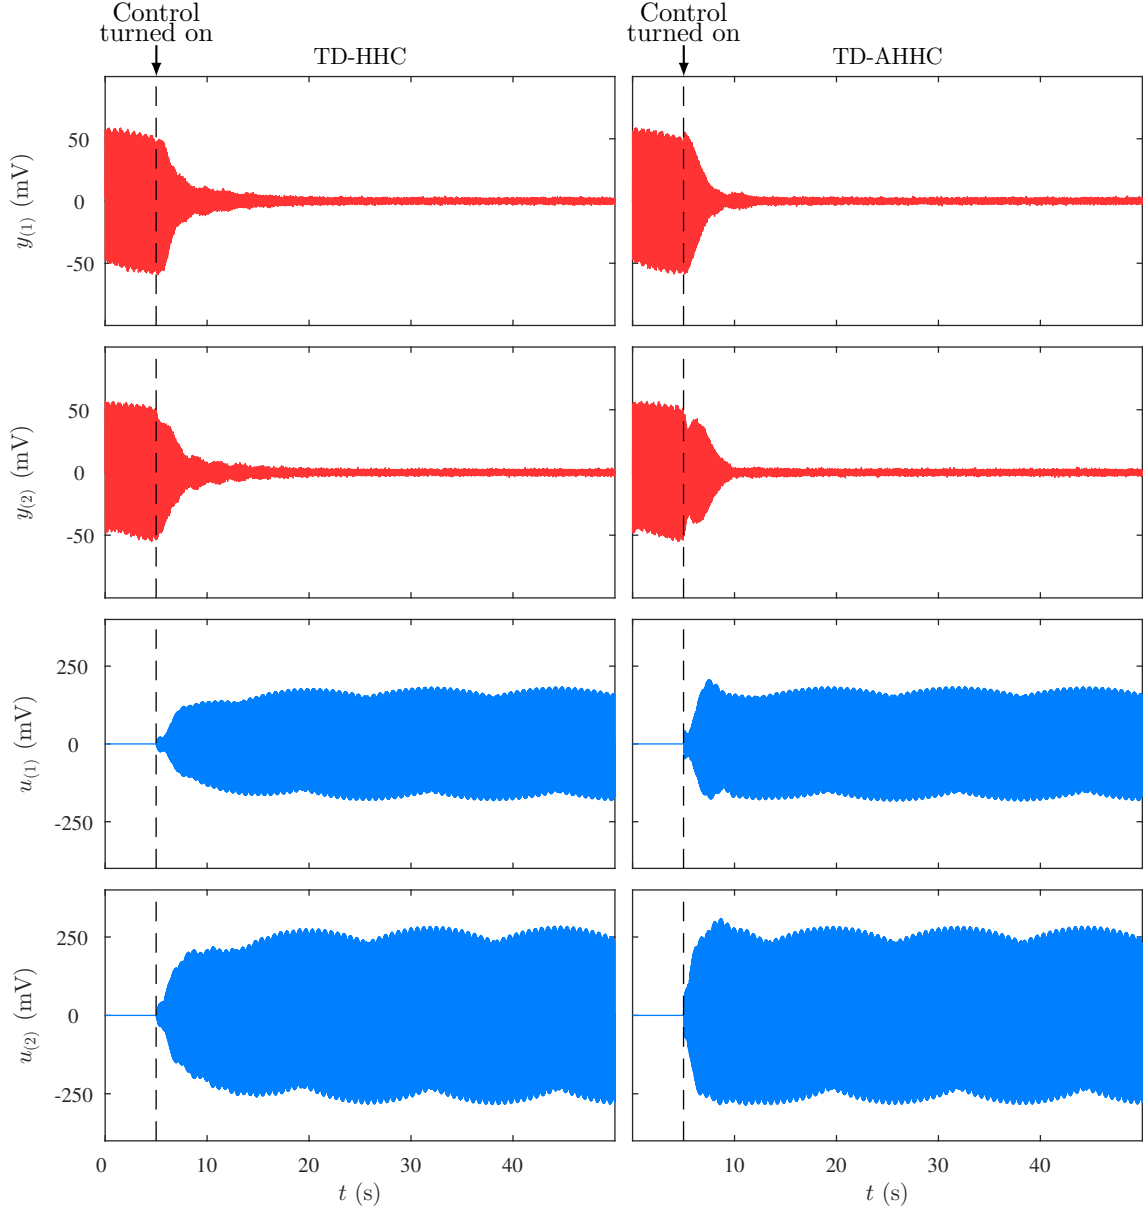 Control
turned on
Control
turned on
TD-HHC
TD-AHHC
50
0
-50
y(1) (mV)
50
0
-50
y(2) (mV)
250
0
-250
u(1) (mV)
250
0
-250
u(2) (mV)
0 10 20 30 40
10 20 30 40
t (s)
t (s)